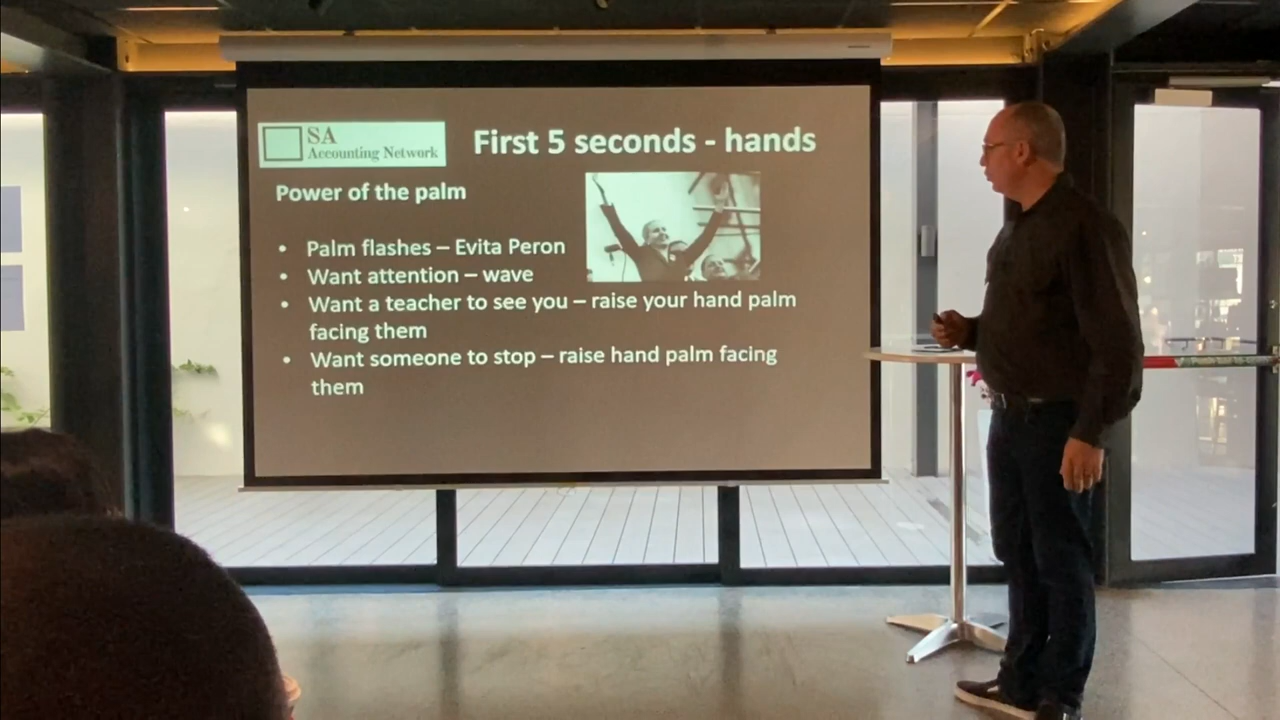 SA
Accounting Network
First 5 seconds - hands
Power of the palm
• Palm flashes – Evita Peron
• Want attention – wave
• Want a teacher to see you – raise your hand palm
facing them
• Want someone to stop – raise hand palm facing
them